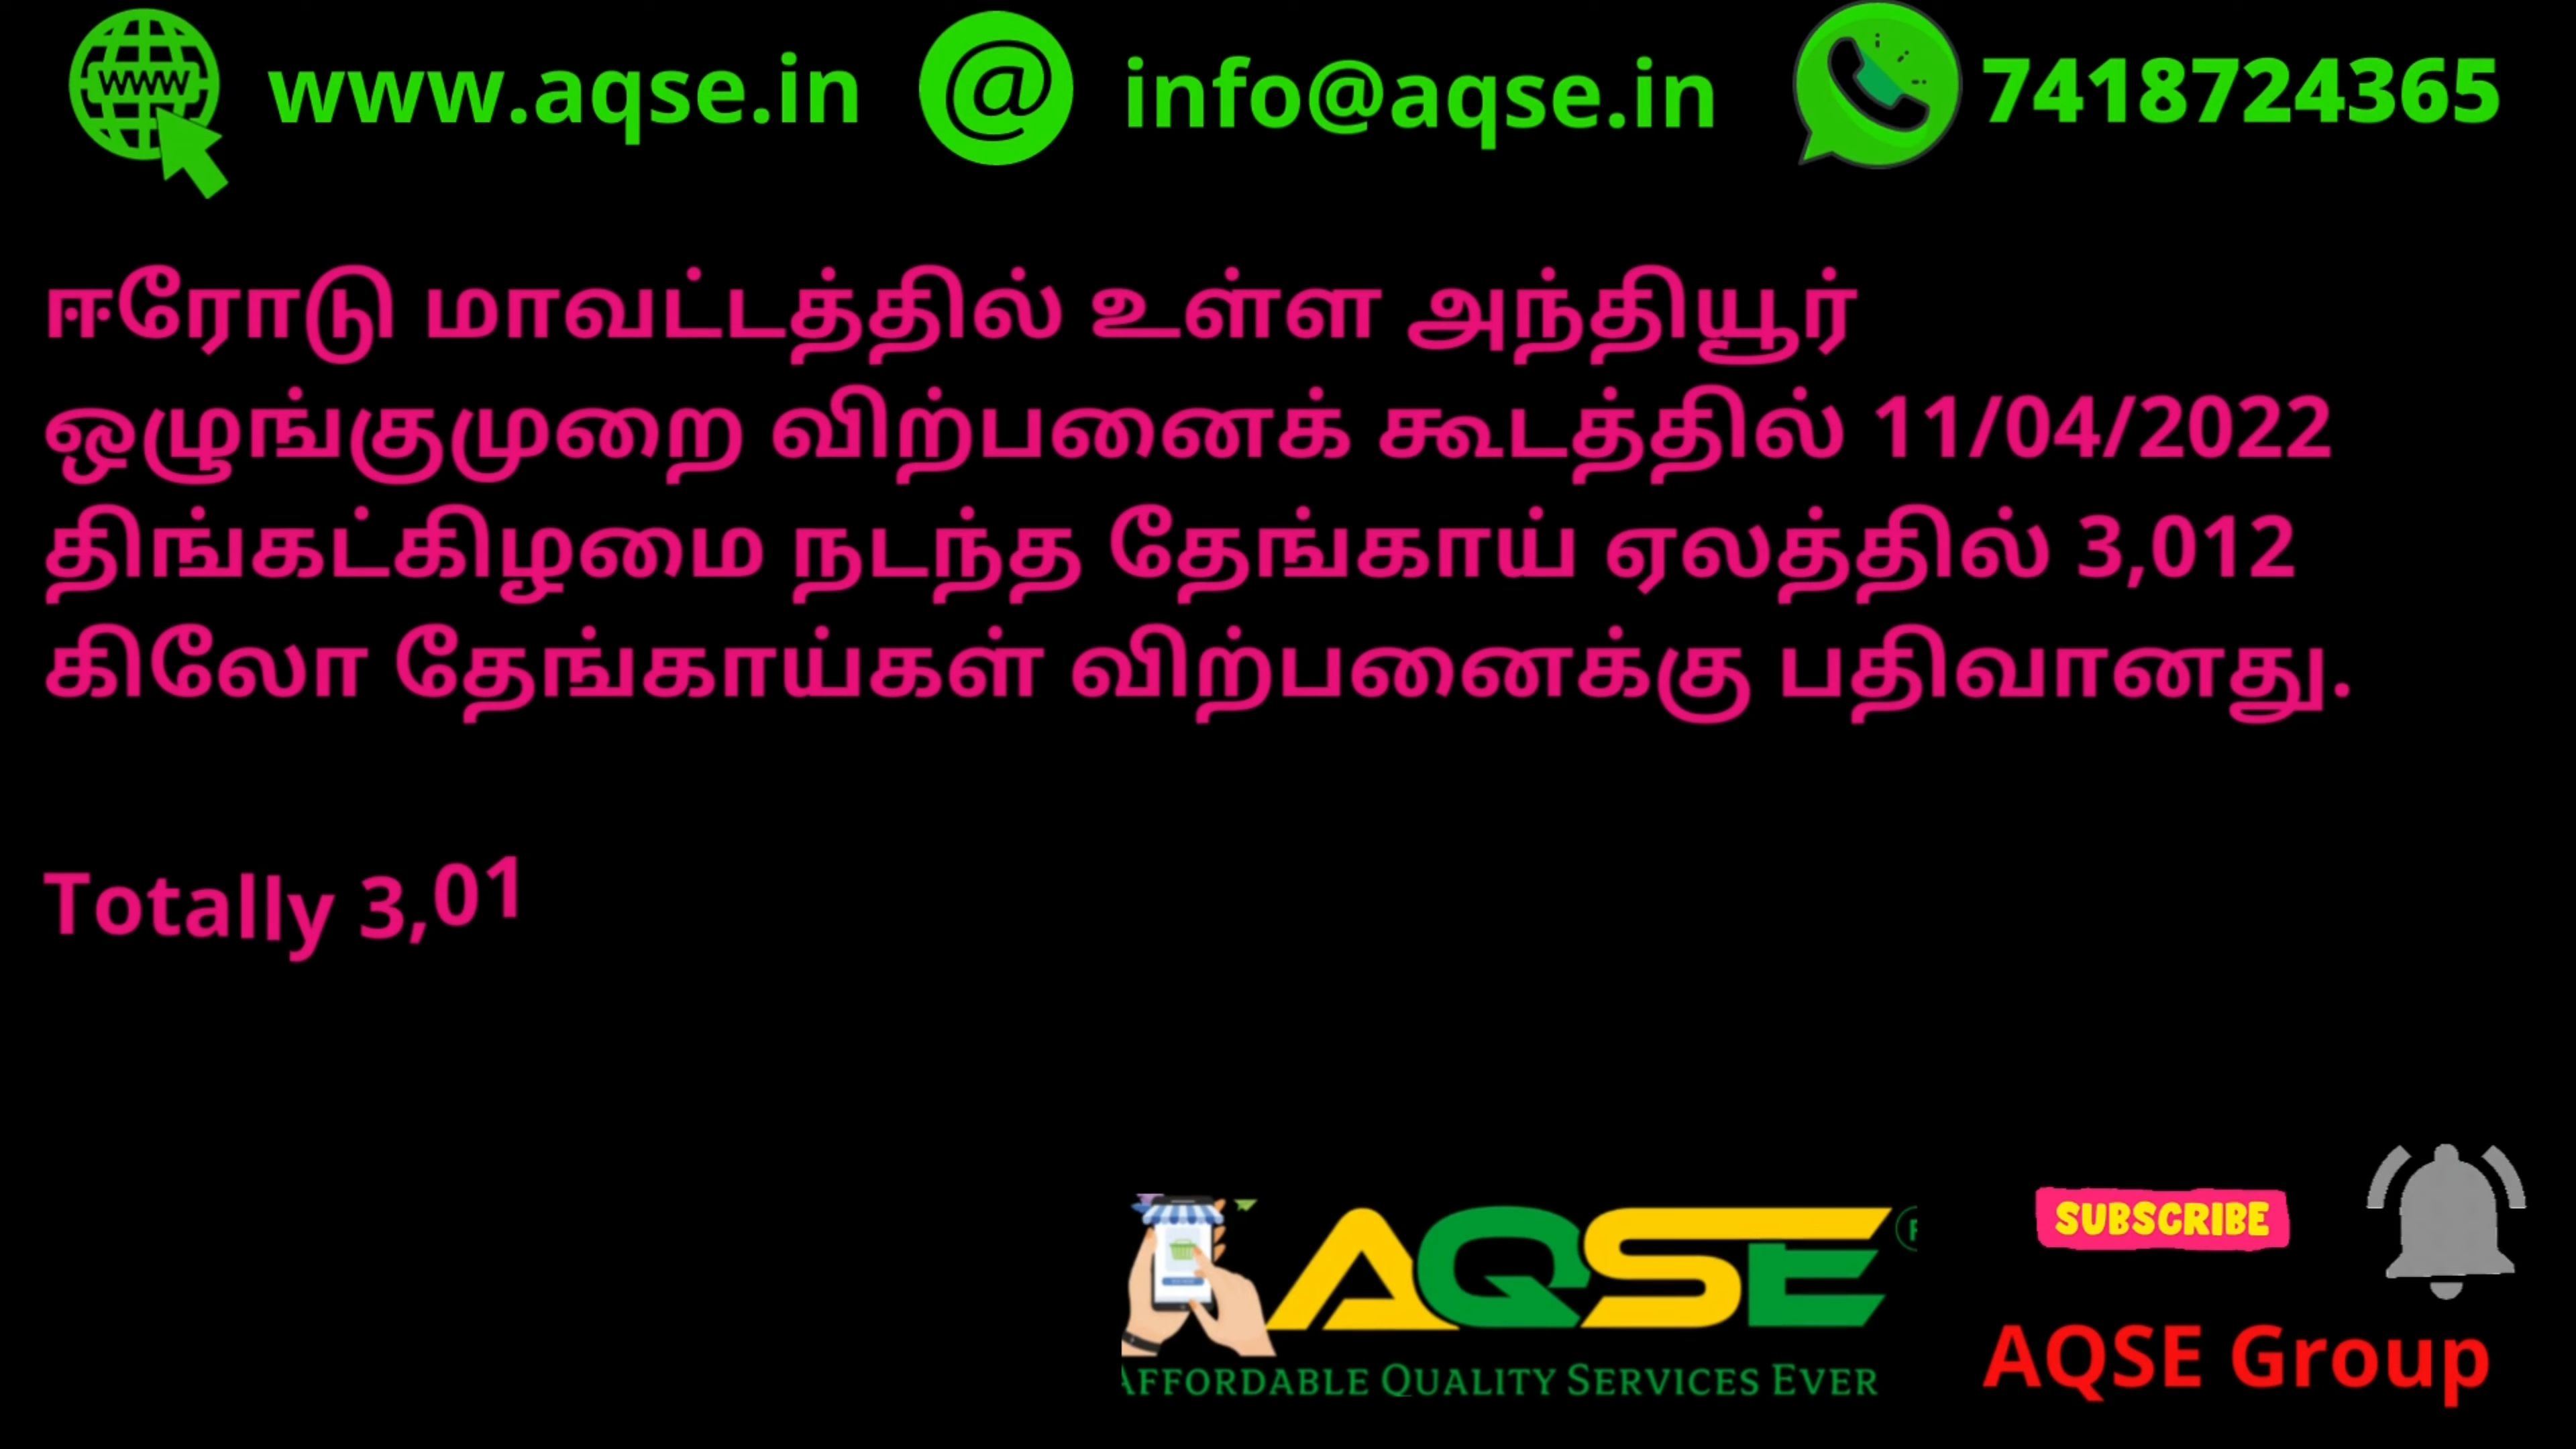 www
www.aqse.in
@
info@aqse.in
7418724365
ஈரோடு மாவட்டத்தில் உள்ள அந்தியூர்
ஒழுங்குமுறை விற்பனைக் கூடத்தில் 11/04/2022
திங்கட்கிழமை நடந்த தேங்காய் ஏலத்தில் 3,012
கிலோ தேங்காய்கள் விற்பனைக்கு பதிவானது.
Totally 3,01
AQSE
AFFORDABLE QUALITY SERVICES EVER
SUBSCRIBE
AQSE Group